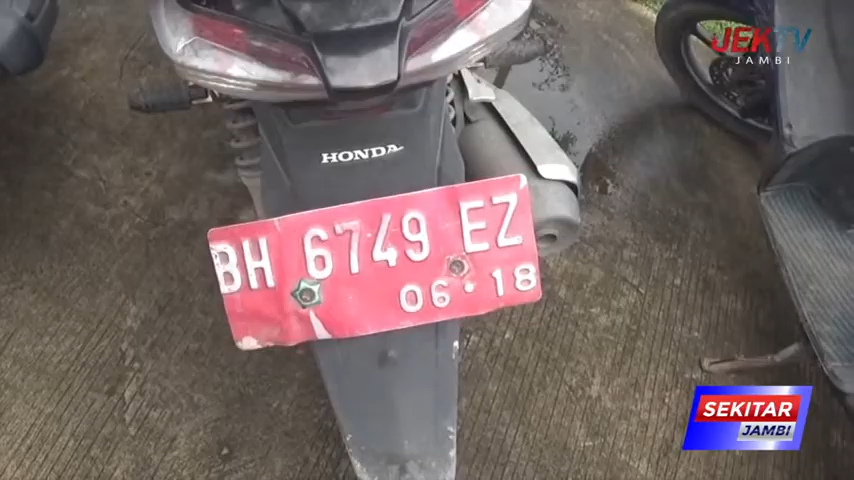 JEKTV
JAMBI
HONDA
BH 6749 EZ
06 • 18
SEKITAR
JAMBI